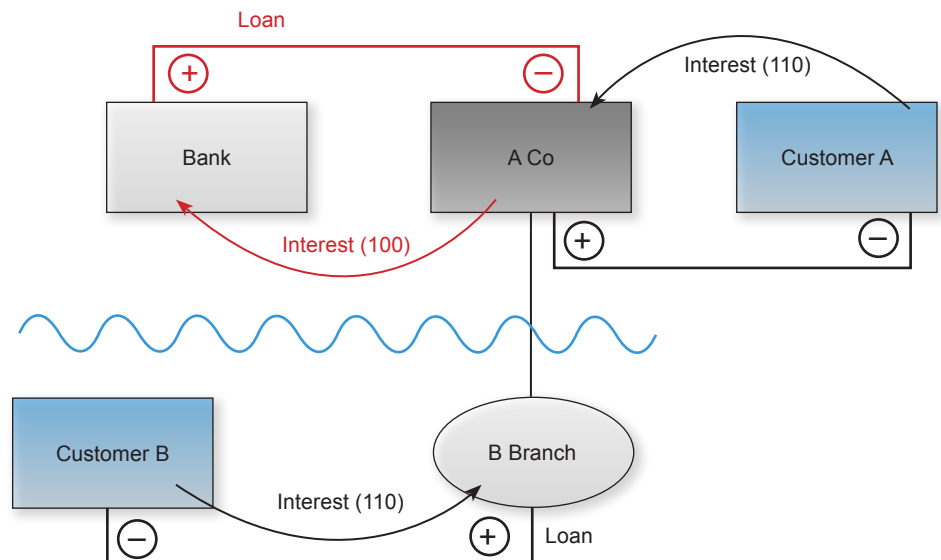 Loan
+
−
Interest (110)
Bank
A Co
Customer A
Interest (100)
+
−
Customer B
B Branch
Interest (110)
−
+
Loan